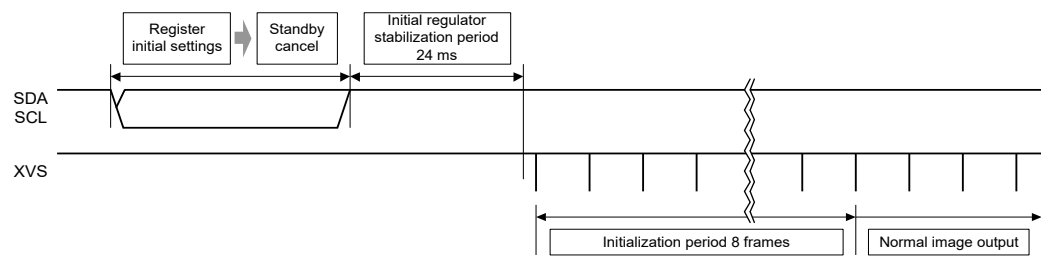 Register
initial settings
Standby
cancel
Initial regulator
stabilization period
24 ms
SDA
SCL
XVS
Initialization period 8 frames
Normal image output